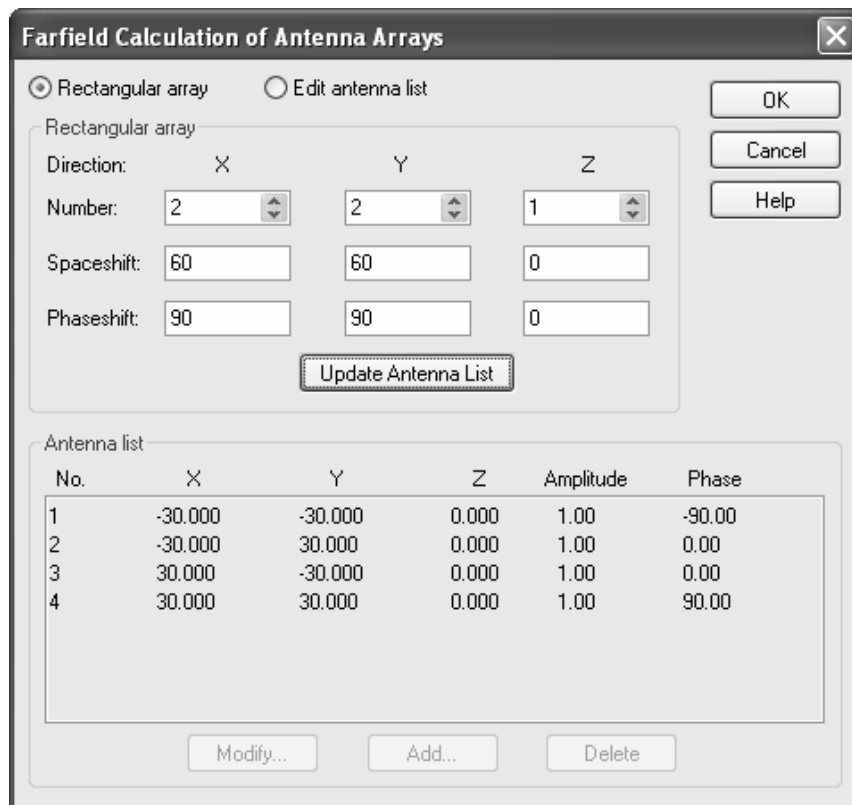 Farfield Calculation of Antenna Arrays
Rectangular array Edit antenna list
OK
Rectangular array
Direction: X Y Z
Cancel
Number: 2 2 1
Help
Spaceshift: 60 60 0
Phaseshift: 90 90 0
Update Antenna List
Antenna list
No. X Y Z Amplitude Phase
1 -30.000 -30.000 0.000 1.00 -90.00
2 -30.000 30.000 0.000 1.00 0.00
3 30.000 -30.000 0.000 1.00 0.00
4 30.000 30.000 0.000 1.00 90.00
Modify... Add... Delete